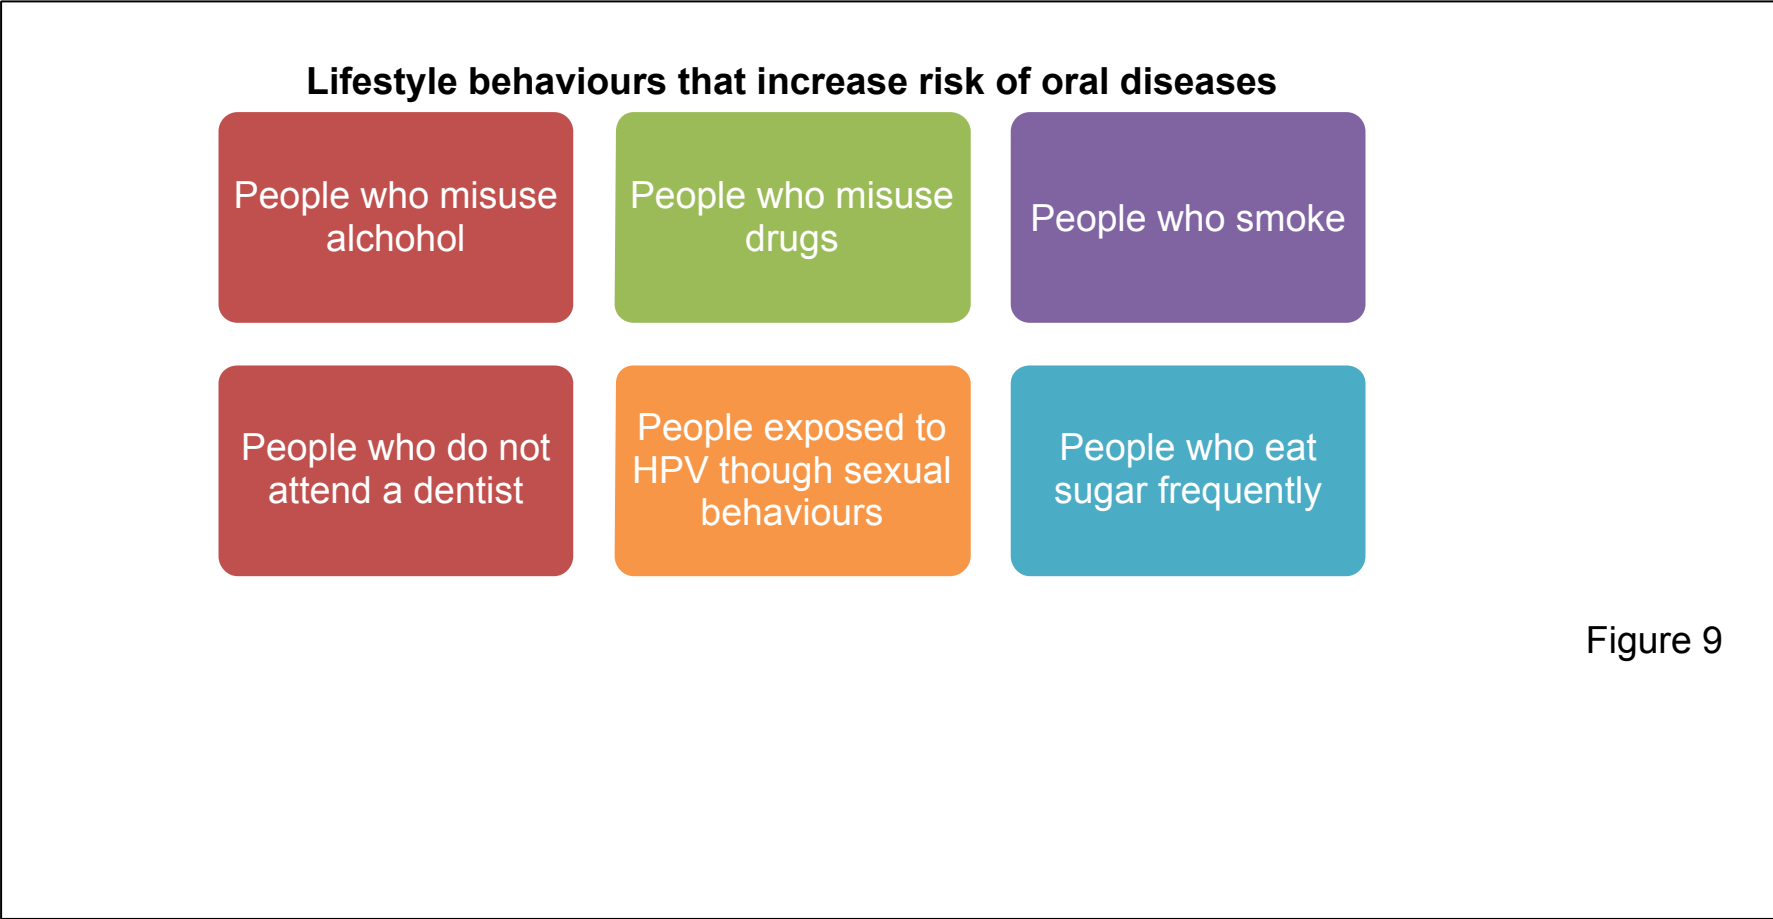 Lifestyle behaviours that increase risk of oral diseases
People who misuse
alchohol
People who misuse
drugs
People who smoke
People who do not
attend a dentist
People exposed to
HPV though sexual
behaviours
People who eat
sugar frequently
Figure 9